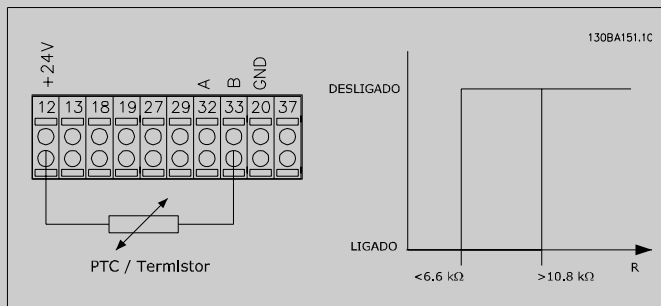 130BA151.10
+24V
A
B
GND
12 13 18 19 27 29 32 33 20 37
PTC / Termistor
DESLIGADO
LIGADO
<6.6 kΩ
>10.8 kΩ
R